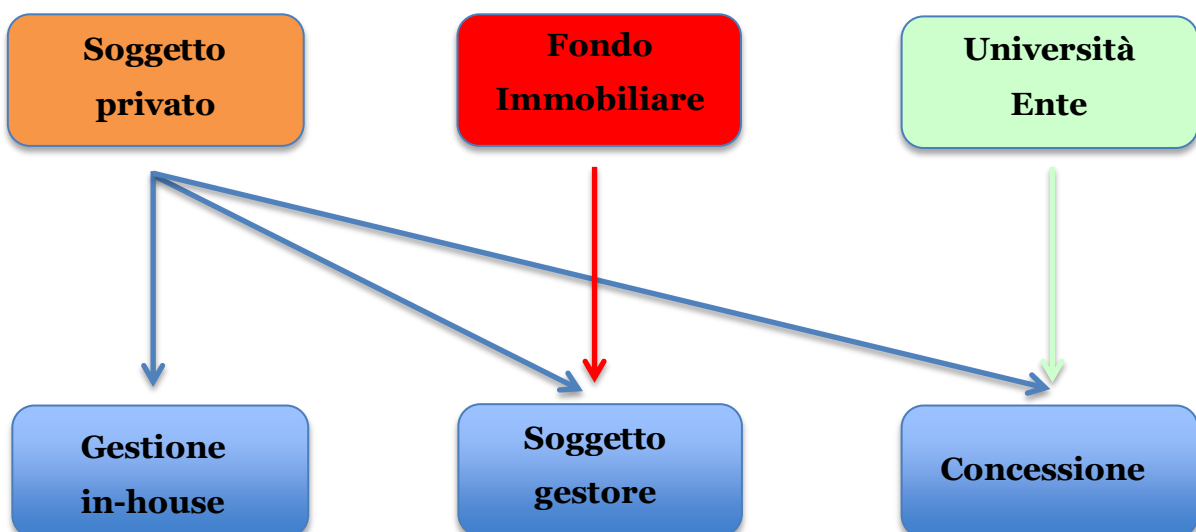 Soggetto
privato
Fondo
Immobiliare
Università
Ente
Gestione
in-house
Soggetto
gestore
Concessione